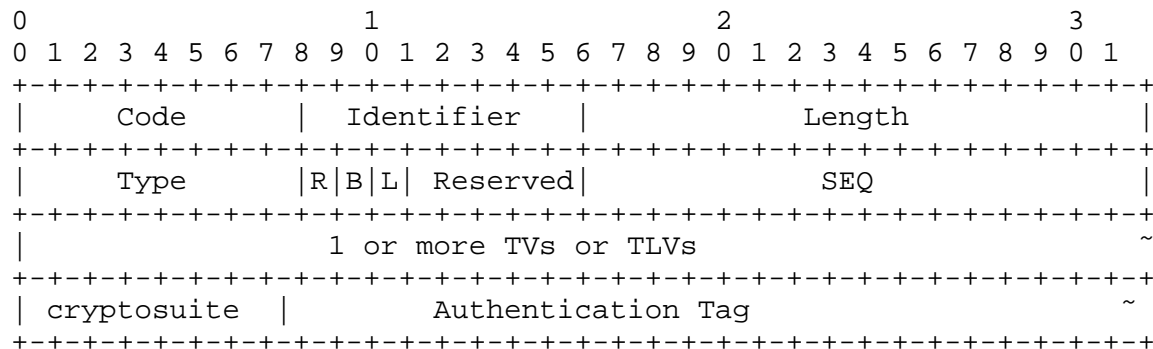 0                   1                   2                   3
0 1 2 3 4 5 6 7 8 9 0 1 2 3 4 5 6 7 8 9 0 1 2 3 4 5 6 7 8 9 0 1
+-+-+-+-+-+-+-+-+-+-+-+-+-+-+-+-+-+-+-+-+-+-+-+-+-+-+-+-+-+-+-+-+
|      Code     |  Identifier   |            Length             |
+-+-+-+-+-+-+-+-+-+-+-+-+-+-+-+-+-+-+-+-+-+-+-+-+-+-+-+-+-+-+-+-+
|      Type     |R|B|L| Reserved|             SEQ               |
+-+-+-+-+-+-+-+-+-+-+-+-+-+-+-+-+-+-+-+-+-+-+-+-+-+-+-+-+-+-+-+-+
|                 1 or more TVs or TLVs                         ~
+-+-+-+-+-+-+-+-+-+-+-+-+-+-+-+-+-+-+-+-+-+-+-+-+-+-+-+-+-+-+-+-+
| cryptosuite  |        Authentication Tag                     ~
+-+-+-+-+-+-+-+-+-+-+-+-+-+-+-+-+-+-+-+-+-+-+-+-+-+-+-+-+-+-+-+-+